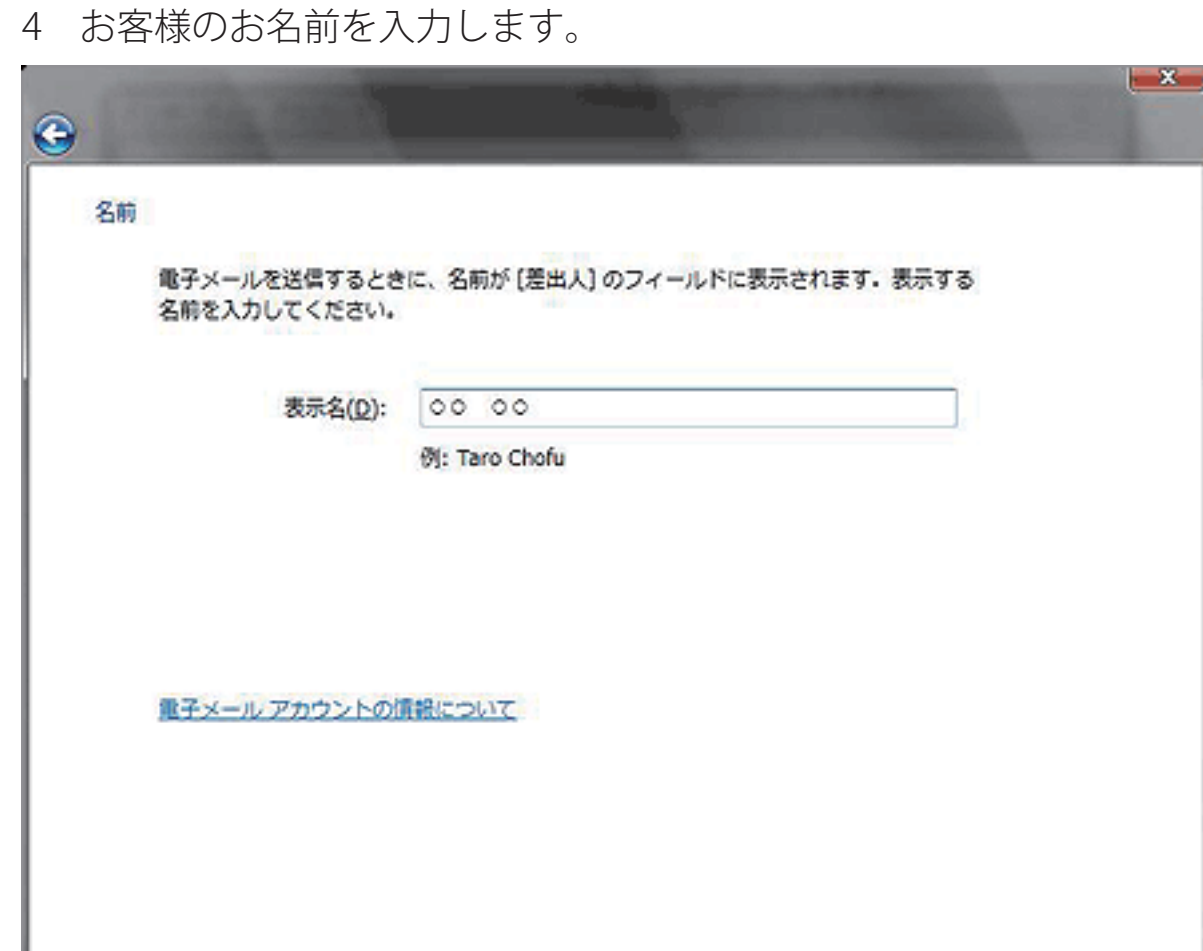 4　お客様のお名前を入力します。
名前
電子メールを送信するときに、名前が [差出人] のフィールドに表示されます。表示する
名前を入力してください。
表示名(D): ○○　○○
例: Taro Chofu
電子メール アカウントの情報について